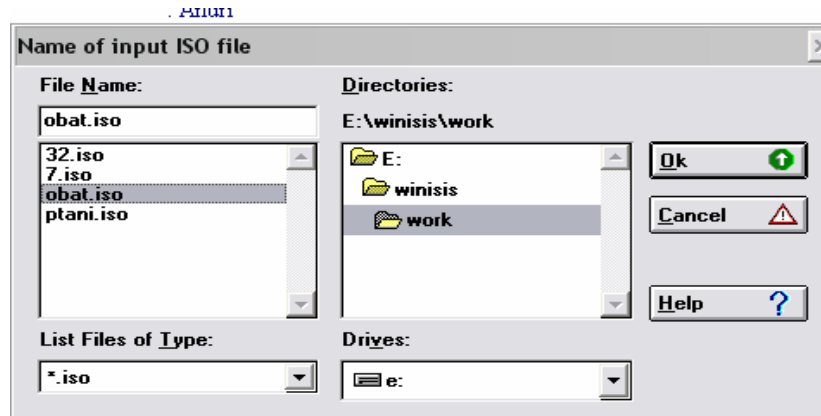 Name of input ISO file
File Name:
obat.iso
32.iso
7.iso
obat.iso
ptani.iso
List Files of Type:
*.iso
Directories:
E:\winisis\work
E:
winisis
work
Drives:
e:
Ok
Cancel
Help